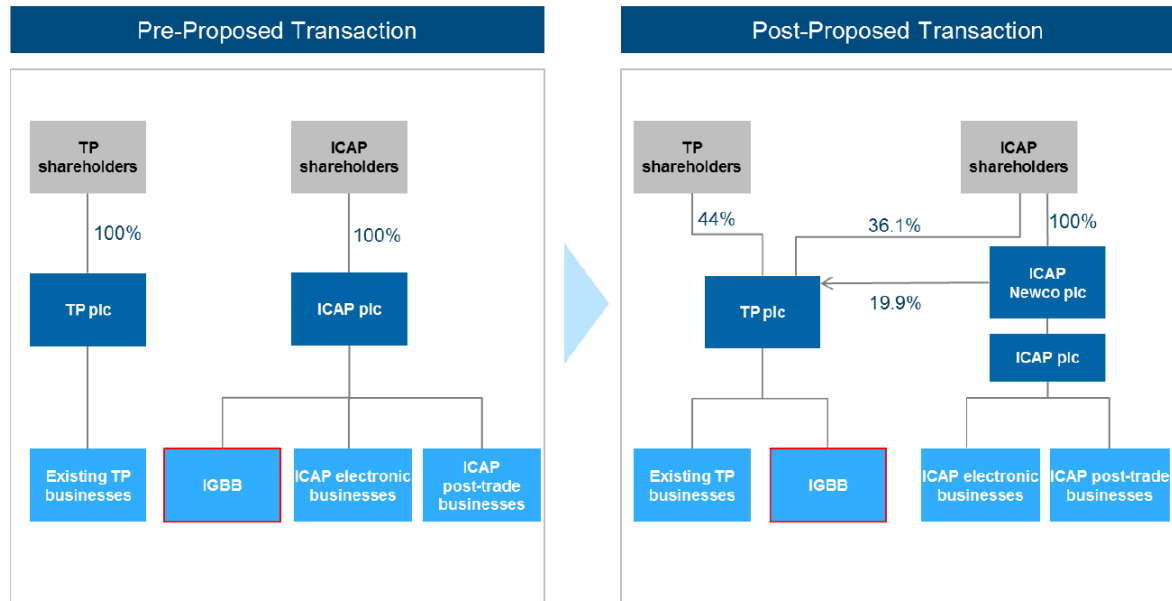 Pre-Proposed Transaction
TP
shareholders
ICAP
shareholders
100%
100%
TP plc
ICAP plc
Existing TP
businesses
IGBB
ICAP electronic
businesses
ICAP
post-trade
businesses
Post-Proposed Transaction
TP
shareholders
ICAP
shareholders
44%
36.1%
100%
TP plc
19.9%
ICAP
Newco plc
ICAP plc
Existing TP
businesses
IGBB
ICAP electronic
businesses
ICAP post-trade
businesses